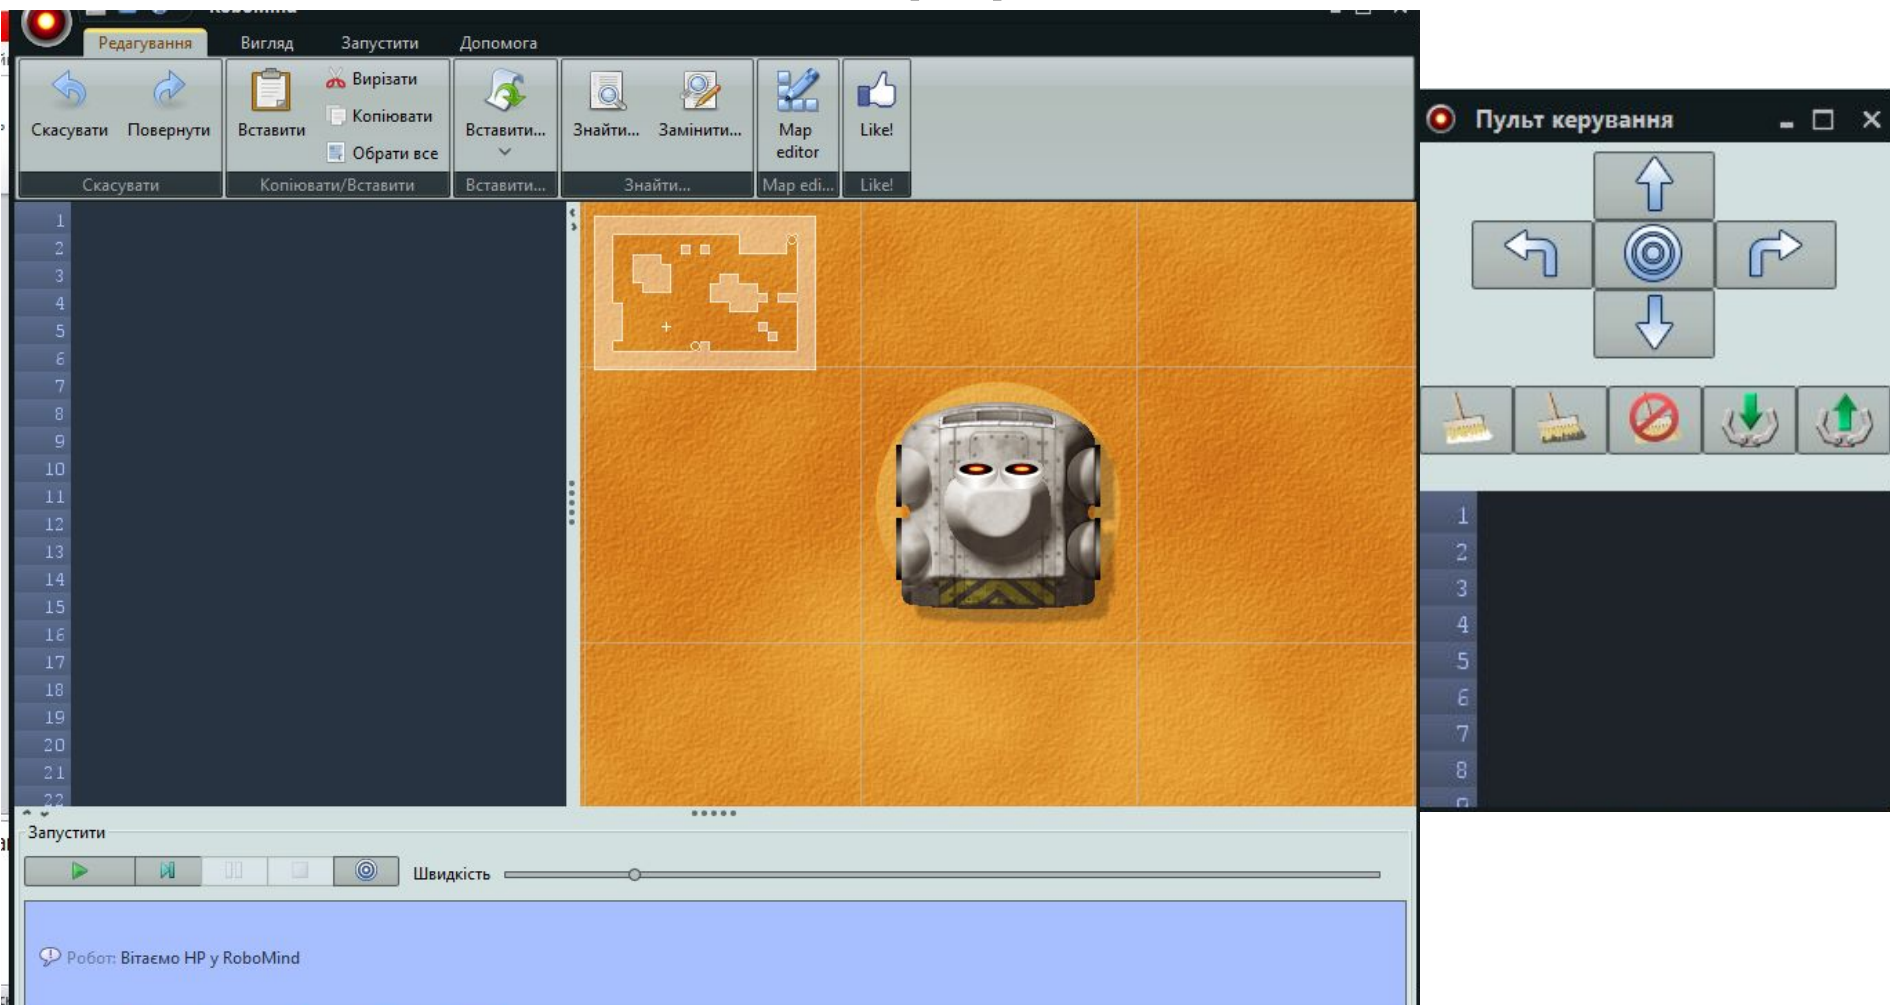 Редагування Вигляд Запустити Допомога
Скасувати Повернути
Вставити
Вирізати
Копіювати
Обрати все
Вставити...
Знайти... Замінити...
Map
editor
Like!
Скасувати Копіювати/Вставити Вставити... Знайти... Map edi... Like!
1
2
3
4
5
6
7
8
9
10
11
12
13
14
15
16
17
18
19
20
21
22
Запустити
Швидкість
Робот: Вітаємо HP у RoboMind
Пульт керування
1
2
3
4
5
6
7
8